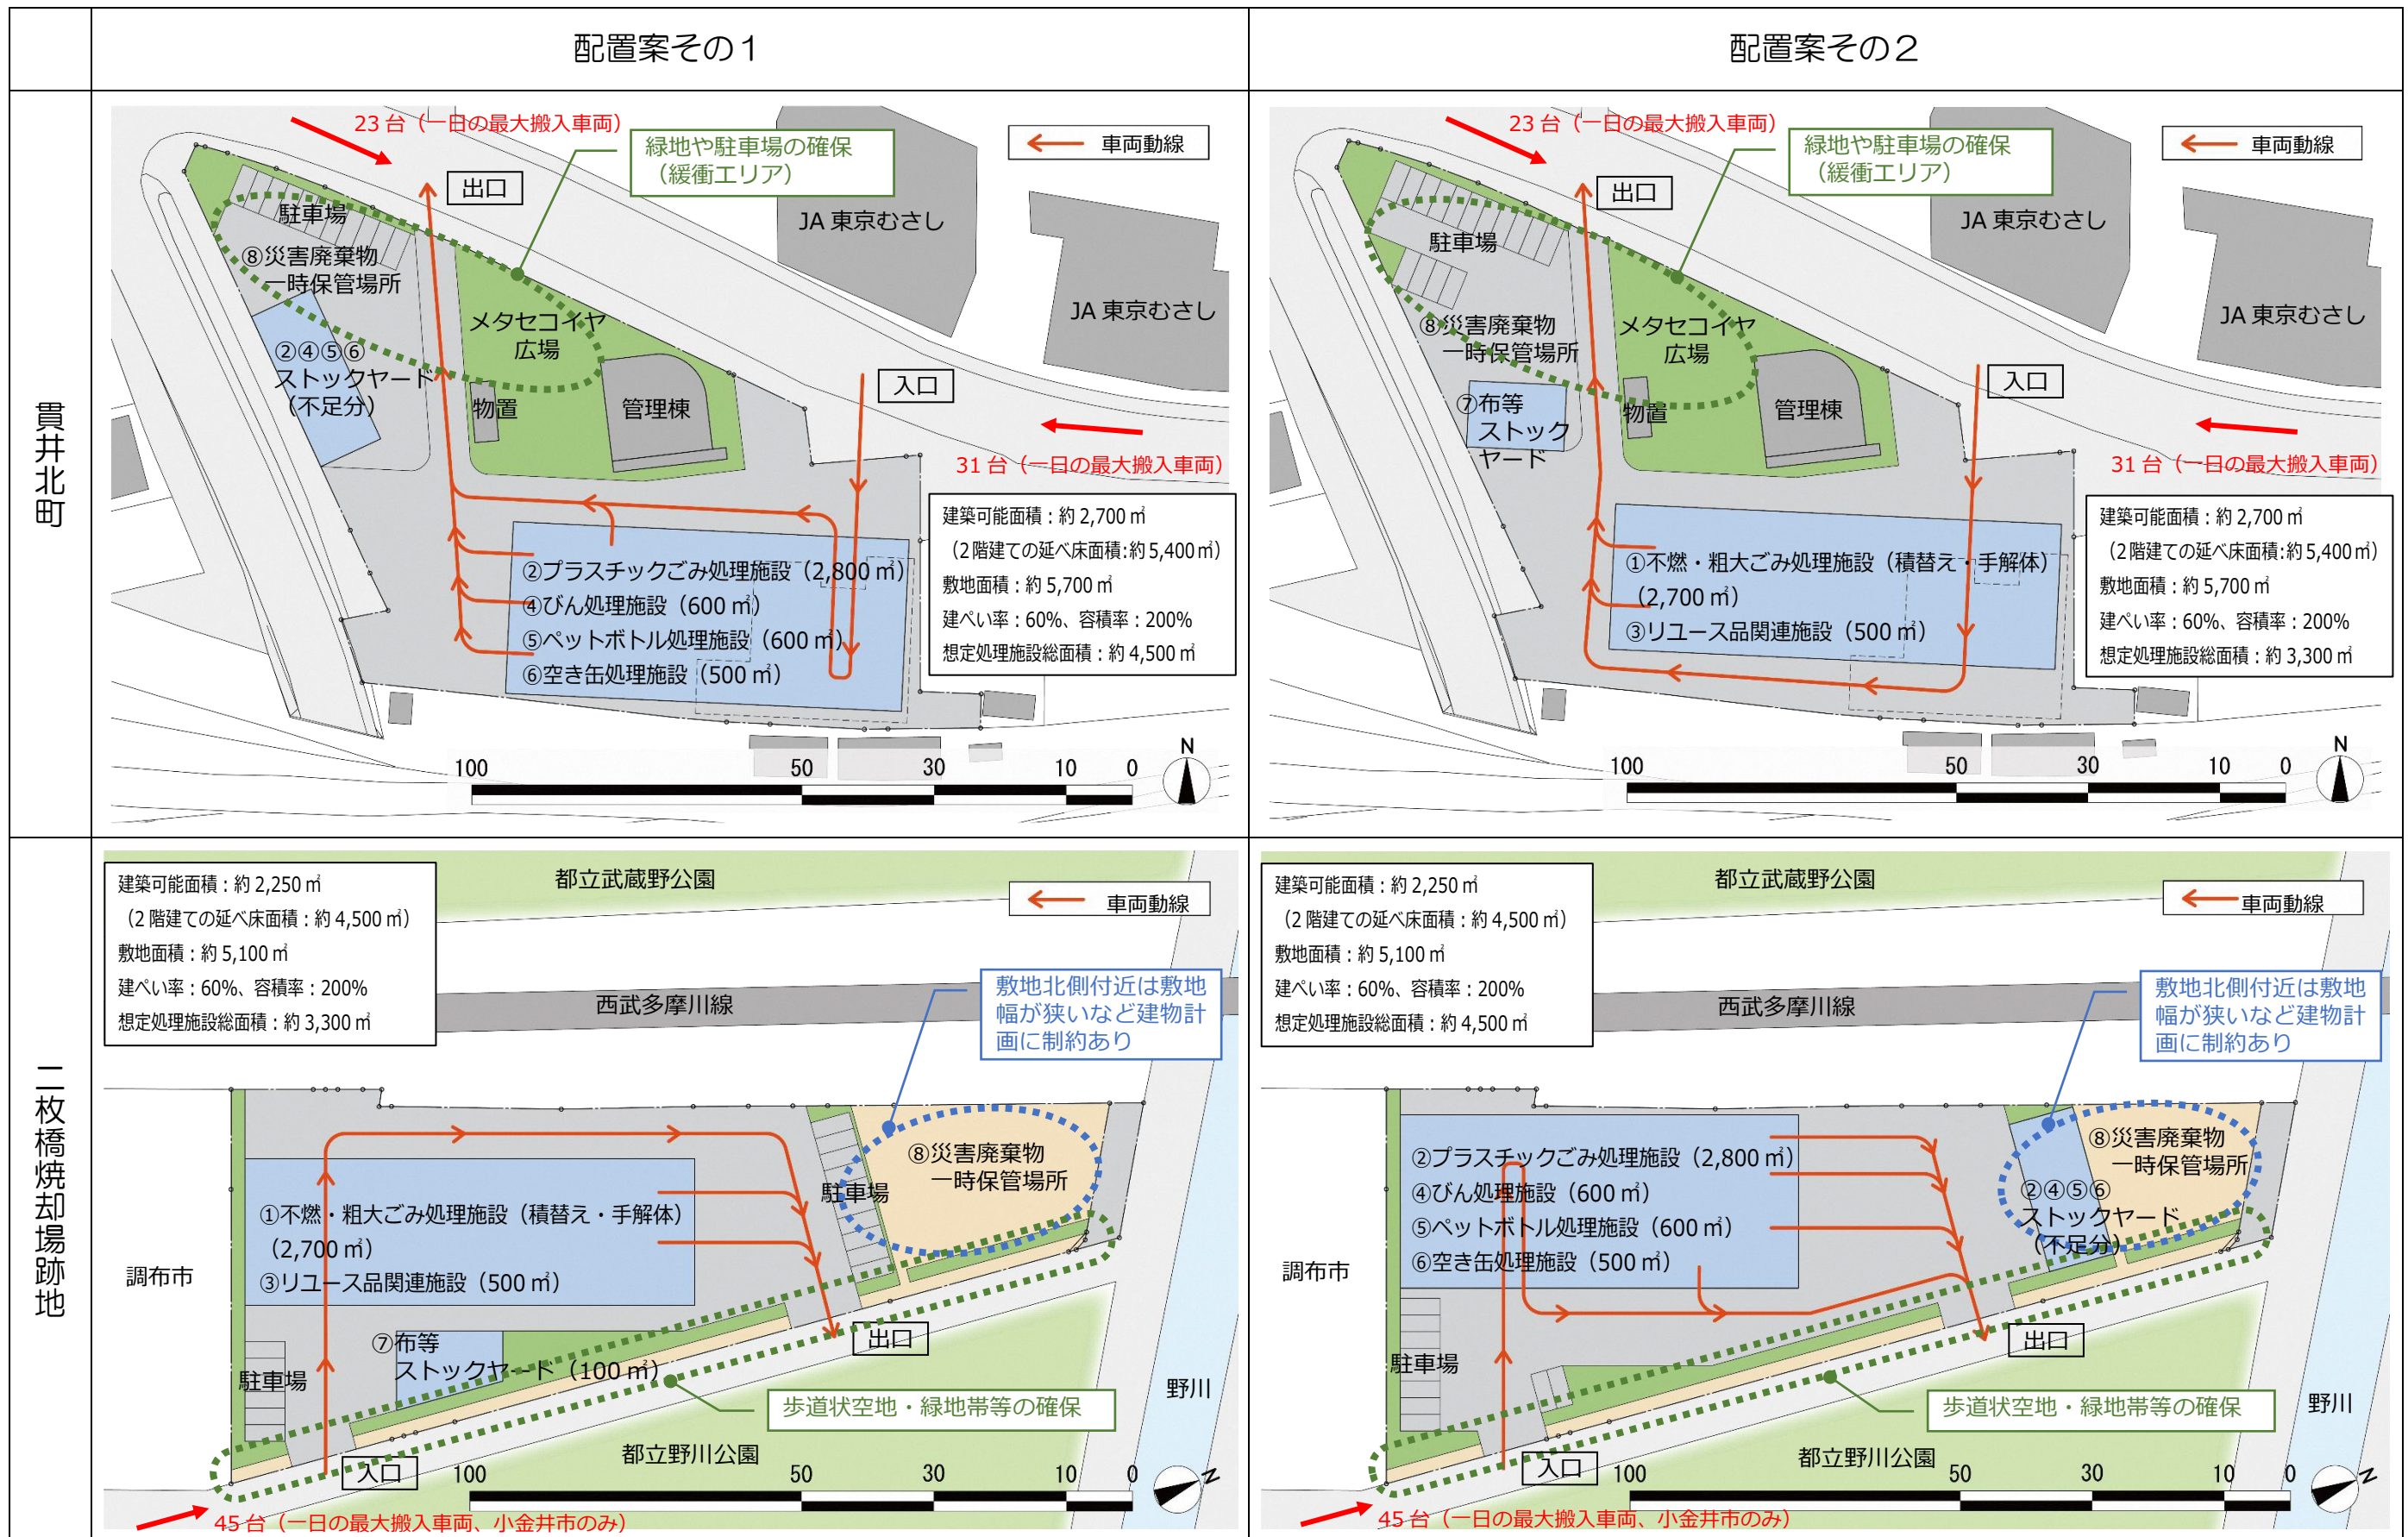 配置案その１
配置案その２
貫井北町
23 台（一日の最大搬入車両）
緑地や駐車場の確保
（緩衝エリア）
車両動線
出口
JA 東京むさし
駐車場
⑧災害廃棄物
一時保管場所
メタセコイヤ
広場
JA 東京むさし
②④⑤⑥
ストックヤード
（不足分）
物置
管理棟
入口
31 台（一日の最大搬入車両）
建築可能面積：約 2,700 ㎡
（2階建ての延べ床面積:約 5,400㎡）
敷地面積：約 5,700 ㎡
建ぺい率：60%、容積率：200%
想定処理施設総面積：約 4,500 ㎡
②プラスチックごみ処理施設（2,800 ㎡）
④びん処理施設（600 ㎡）
⑤ペットボトル処理施設（600 ㎡）
⑥空き缶処理施設（500 ㎡）
100 50 30 10 0
N
23 台（一日の最大搬入車両）
緑地や駐車場の確保
（緩衝エリア）
車両動線
出口
JA 東京むさし
駐車場
⑧災害廃棄物
一時保管場所
メタセコイヤ
広場
JA 東京むさし
⑦布等
ストック
ヤード
物置
管理棟
入口
31 台（一日の最大搬入車両）
建築可能面積：約 2,700 ㎡
（2階建ての延べ床面積:約 5,400㎡）
敷地面積：約 5,700 ㎡
建ぺい率：60%、容積率：200%
想定処理施設総面積：約 3,300 ㎡
①不燃・粗大ごみ処理施設（積替え・手解体）
（2,700 ㎡）
③リユース品関連施設（500 ㎡）
100 50 30 10 0
N
二枚橋焼却場跡地
建築可能面積：約 2,250 ㎡
（2 階建ての延べ床面積：約 4,500 ㎡）
敷地面積：約 5,100 ㎡
建ぺい率：60%、容積率：200%
想定処理施設総面積：約 3,300 ㎡
都立武蔵野公園
車両動線
西武多摩川線
敷地北側付近は敷地
幅が狭いなど建物計
画に制約あり
⑧災害廃棄物
一時保管場所
駐車場
①不燃・粗大ごみ処理施設（積替え・手解体）
（2,700 ㎡）
③リユース品関連施設（500 ㎡）
調布市
⑦布等
ストックヤード（100 ㎡）
駐車場
出口
歩道状空地・緑地帯等の確保
野川
都立野川公園
入口
100 50 30 10 0
N
45 台（一日の最大搬入車両、小金井市のみ）
建築可能面積：約 2,250 ㎡
（2 階建ての延べ床面積：約 4,500 ㎡）
敷地面積：約 5,100 ㎡
建ぺい率：60%、容積率：200%
想定処理施設総面積：約 4,500 ㎡
都立武蔵野公園
車両動線
西武多摩川線
敷地北側付近は敷地
幅が狭いなど建物計
画に制約あり
⑧災害廃棄物
一時保管場所
②④⑤⑥
ストックヤード
（不足分）
②プラスチックごみ処理施設（2,800 ㎡）
④びん処理施設（600 ㎡）
⑤ペットボトル処理施設（600 ㎡）
⑥空き缶処理施設（500 ㎡）
調布市
駐車場
出口
歩道状空地・緑地帯等の確保
野川
都立野川公園
入口
100 50 30 10 0
N
45 台（一日の最大搬入車両、小金井市のみ）